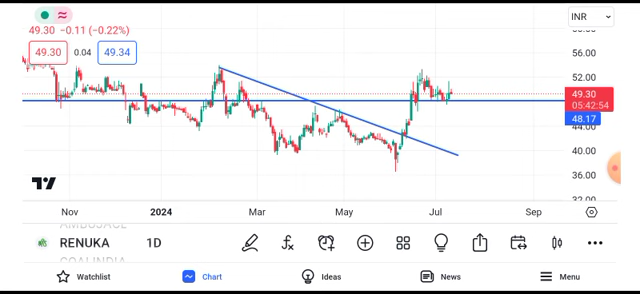 INR
49.30 −0.11 (−0.22%)
49.30 0.04 49.34
56.00
52.00
49.30
05:42:54
48.17
44.00
40.00
36.00
32.00
Nov 2024 Mar May Jul Sep
AMBUJACE
RENUKA 1D
COALINDIA
Watchlist Chart Ideas News Menu